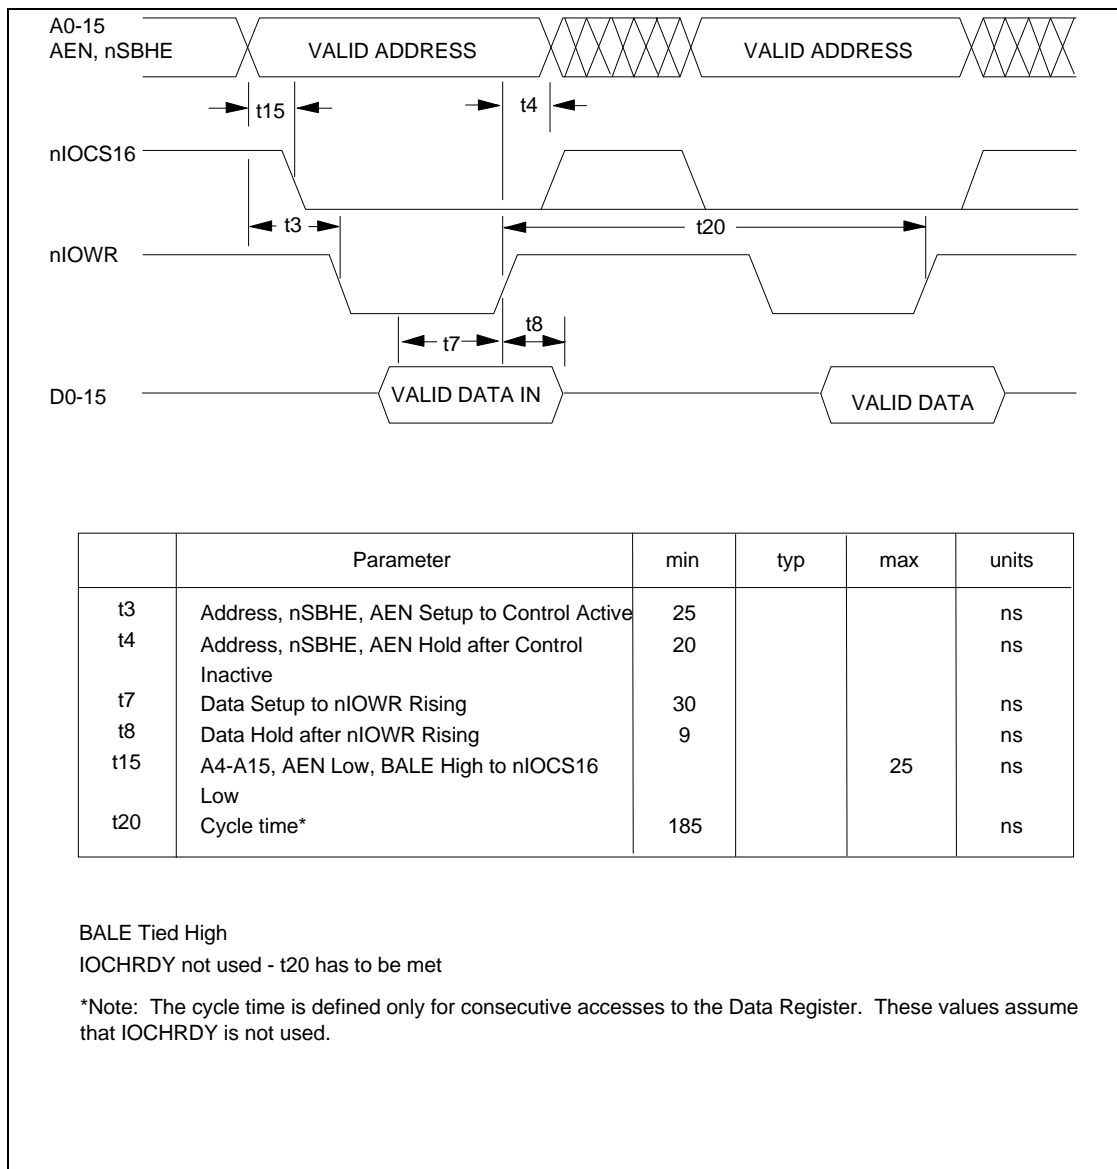 A0-15
AEN, nSBHE
VALID ADDRESS
VALID ADDRESS
t15
t4
nIOCS16
t3
t20
nIOWR
t7
t8
D0-15
VALID DATA IN
VALID DATA
Parameter min typ max units
t3 Address, nSBHE, AEN Setup to Control Active 25 ns
t4 Address, nSBHE, AEN Hold after Control 20 ns
Inactive
t7 Data Setup to nIOWR Rising 30 ns
t8 Data Hold after nIOWR Rising 9 ns
t15 A4-A15, AEN Low, BALE High to nIOCS16 25 ns
Low
t20 Cycle time* 185 ns
BALE Tied High
IOCHRDY not used - t20 has to be met
*Note: The cycle time is defined only for consecutive accesses to the Data Register. These values assume
that IOCHRDY is not used.